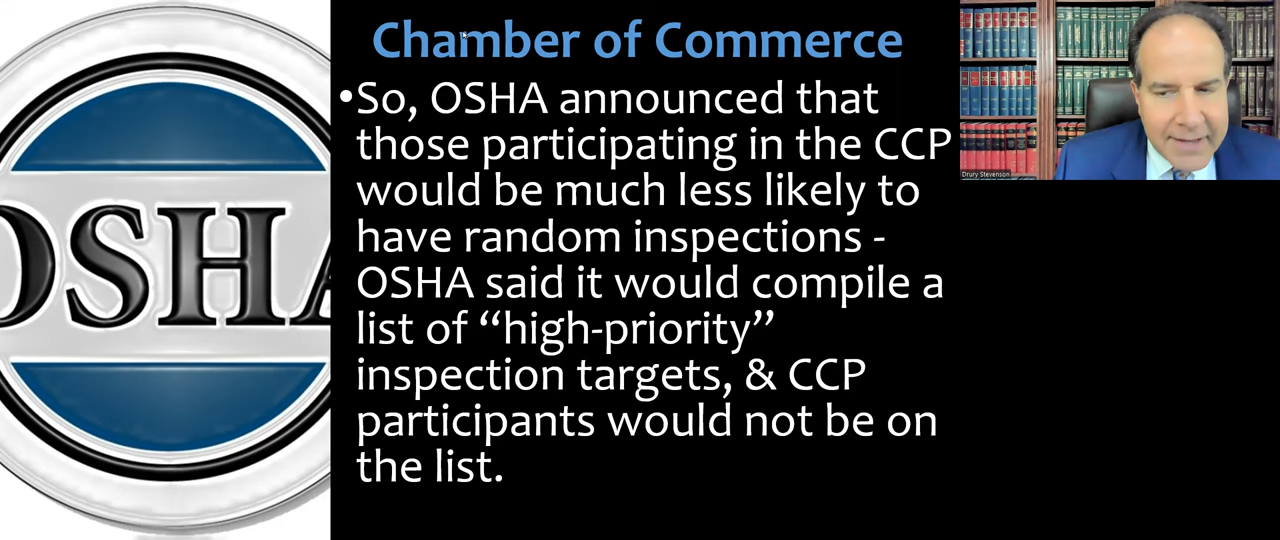 Chamber of Commerce
•So, OSHA announced that
those participating in the CCP
would be much less likely to
have random inspections -
OSHA said it would compile a
list of “high-priority”
inspection targets, & CCP
participants would not be on
the list.
OSHA
Drury Stevenson